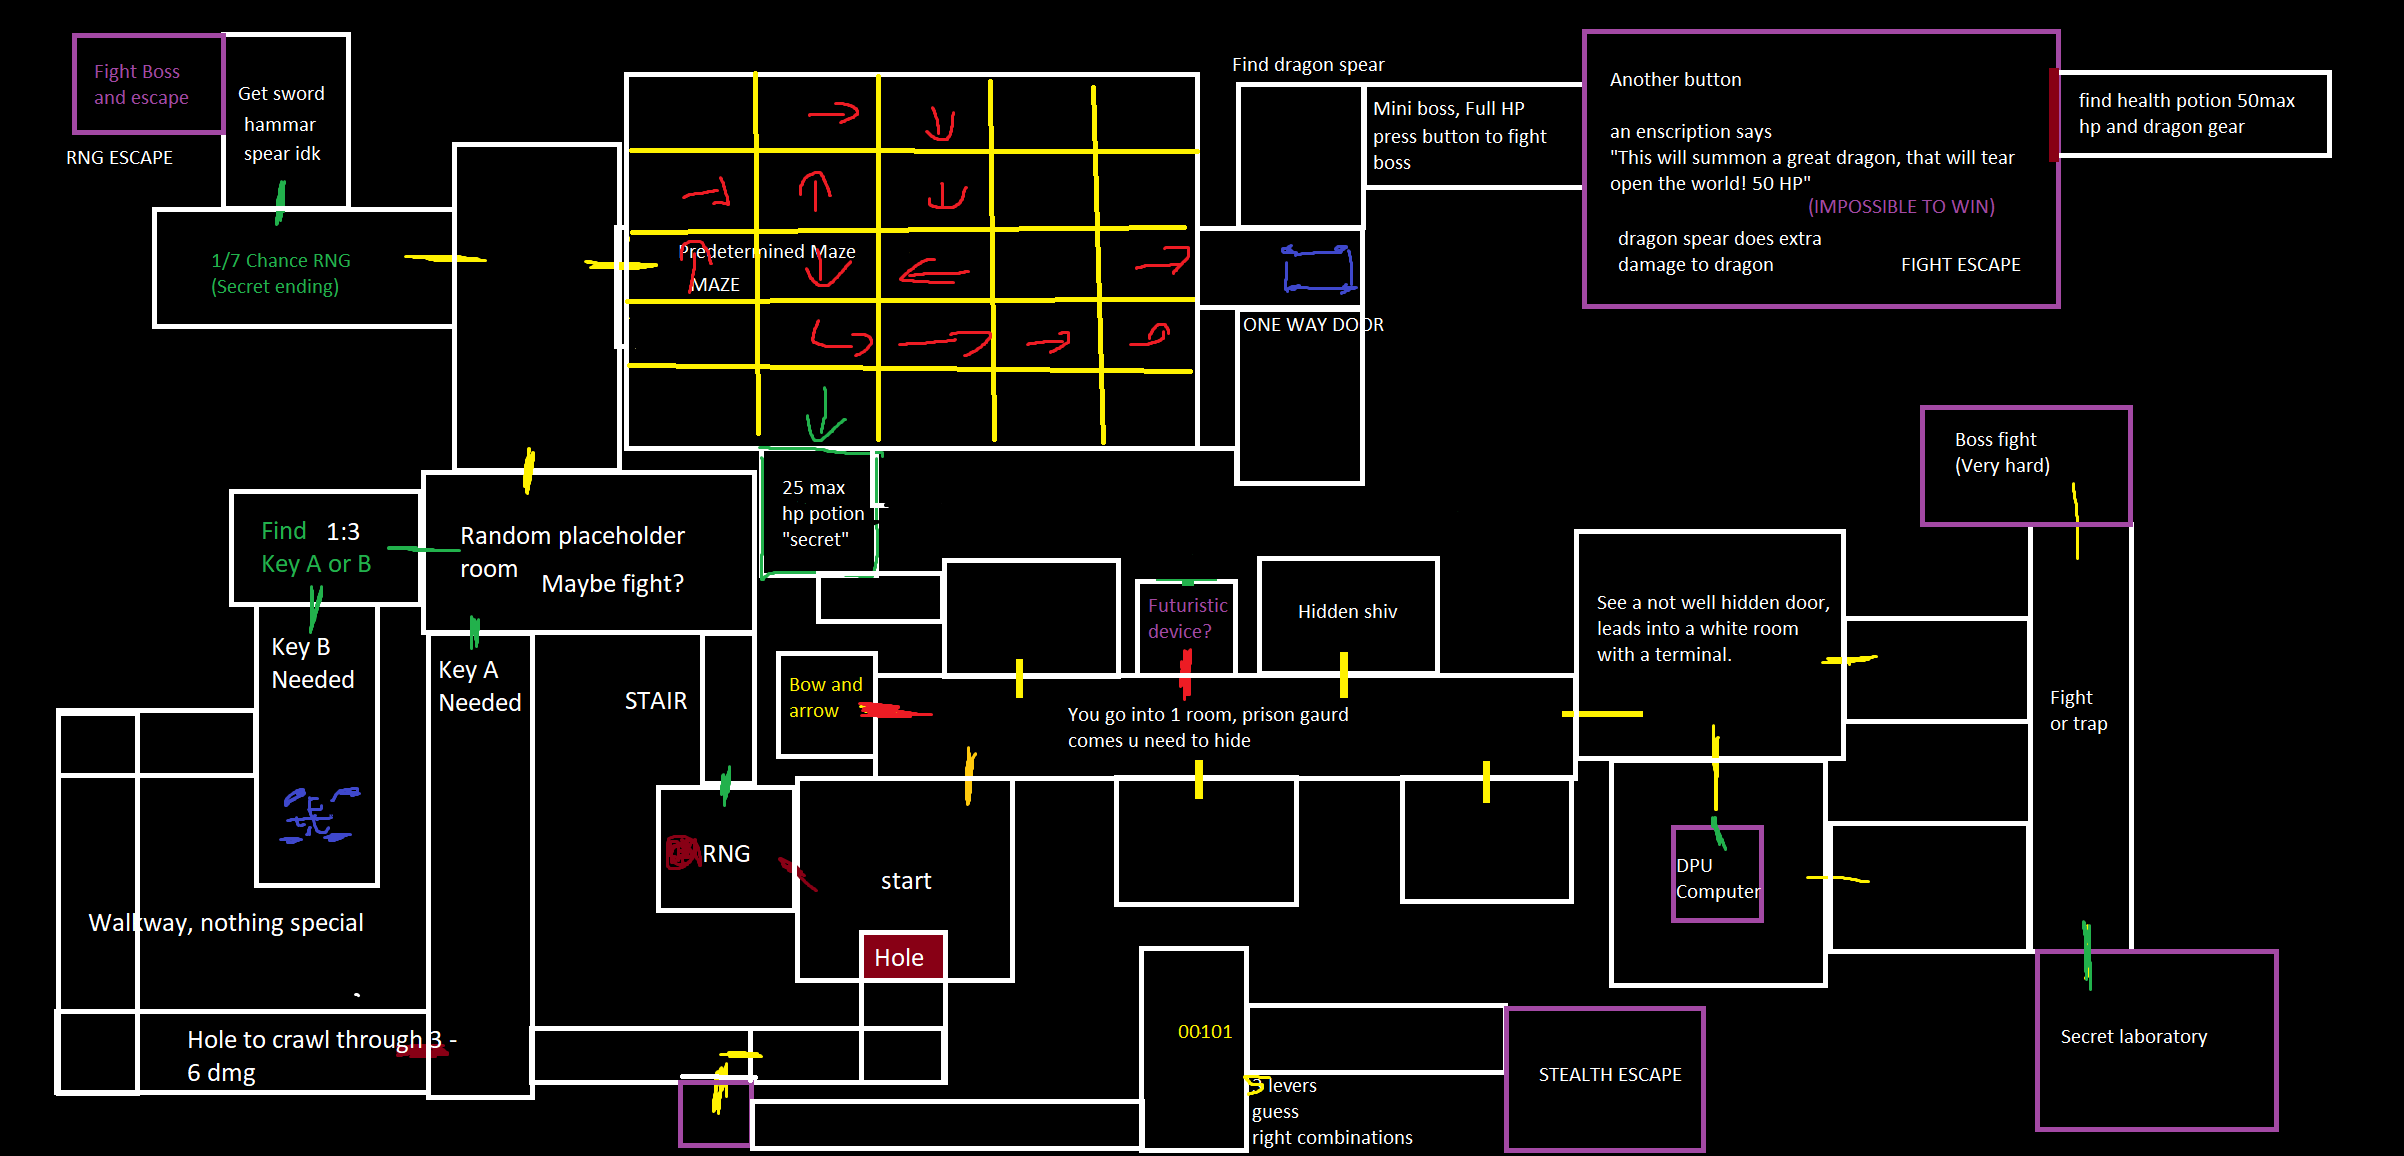 Fight Boss
and escape
RNG ESCAPE
Get sword
hammar
spear idk
1/7 Chance RNG
(Secret ending)
Predetermined Maze
MAZE
Find dragon spear
Mini boss, Full HP
press button to fight
boss
ONE WAY DOOR
Another button
an enscription says
"This will summon a great dragon, that will tear
open the world! 50 HP"
(IMPOSSIBLE TO WIN)
dragon spear does extra
damage to dragon
FIGHT ESCAPE
find health potion 50max
hp and dragon gear
Find 1:3
Key A or B
Random placeholder
room
Maybe fight?
25 max
hp potion
"secret"
Key B
Needed
Key A
Needed
STAIR
Bow and
arrow
Futuristic
device?
Hidden shiv
You go into 1 room, prison gaurd
comes u need to hide
See a not well hidden door,
leads into a white room
with a terminal.
Boss fight
(Very hard)
Fight
or trap
RNG
start
Hole
DPU
Computer
Walkway, nothing special
Hole to crawl through 3 -
6 dmg
00101
levers
guess
right combinations
STEALTH ESCAPE
Secret laboratory